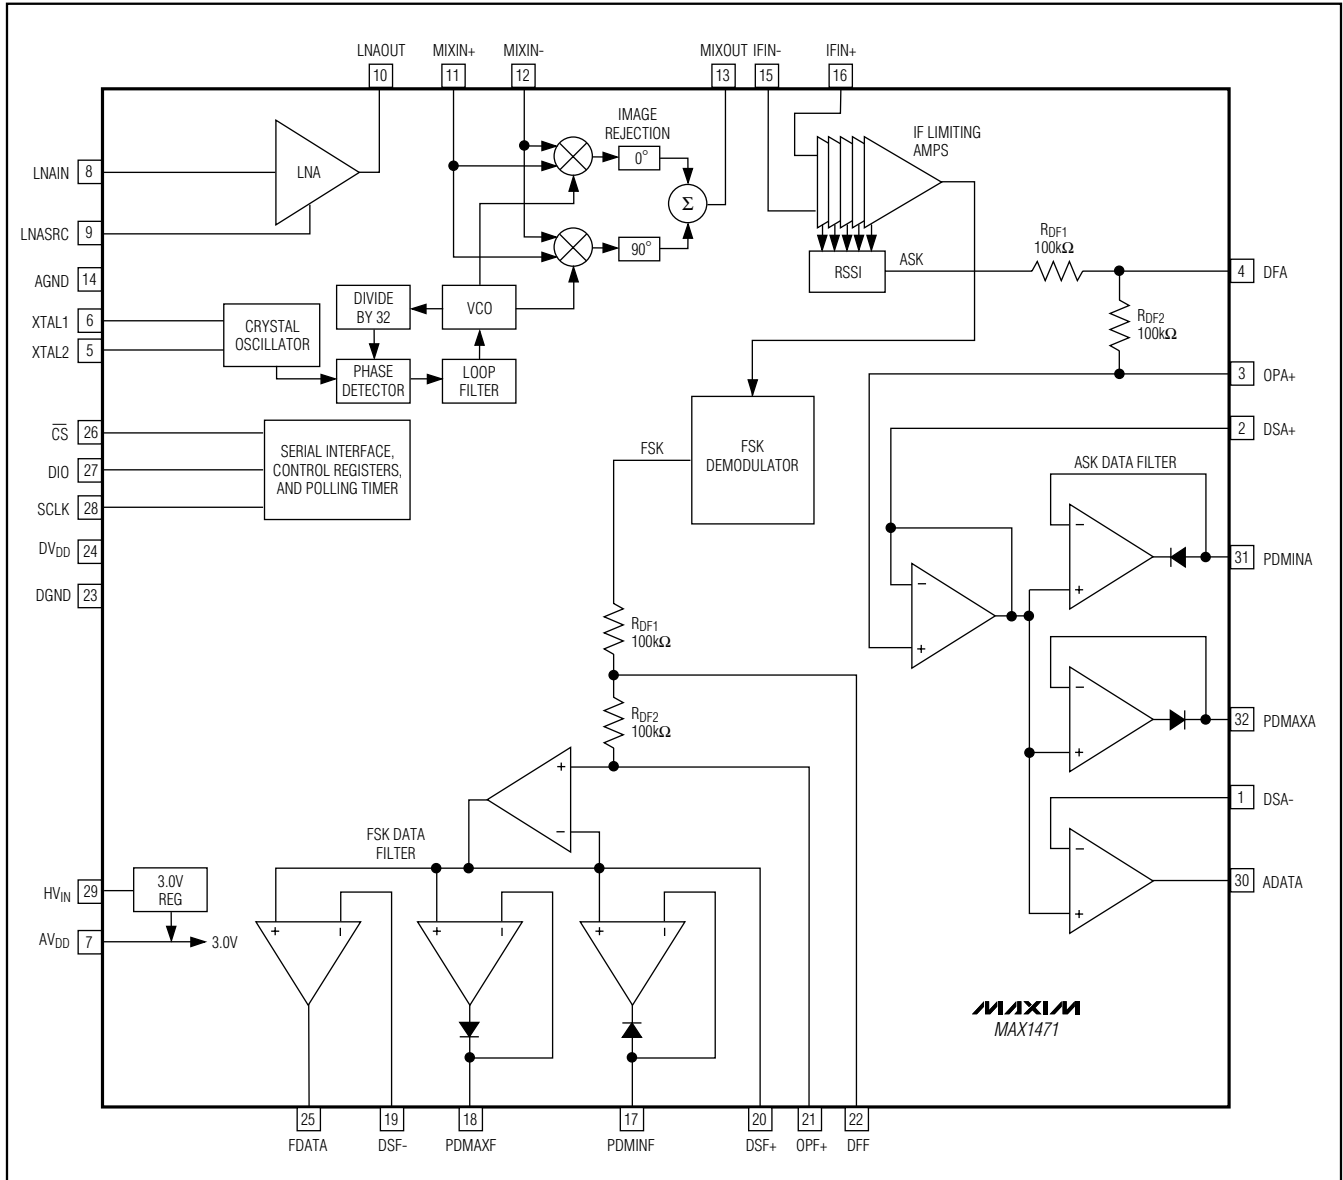 LNAOUT MIXIN+ MIXIN- MIXOUT IFIN- IFIN+
10 11 12 13 15 16
IMAGE
REJECTION
0°
IF LIMITING
AMPS
LNAIN 8
LNA
Σ
LNASRC 9
90°
RSSI
ASK
RDF1
100kΩ
4 DFA
AGND 14
XTAL1 6
XTAL2 5
CRYSTAL
OSCILLATOR
DIVIDE
BY 32
VCO
PHASE
DETECTOR
LOOP
FILTER
RDF2
100kΩ
3 OPA+
2 DSA+
C̅S̅ 26
DIO 27
SCLK 28
SERIAL INTERFACE,
CONTROL REGISTERS,
AND POLLING TIMER
FSK
FSK
DEMODULATOR
ASK DATA FILTER
−
+
31 PDMINA
DVDD 24
DGND 23
−
+
RDF1
100kΩ
RDF2
100kΩ
−
+
32 PDMAXA
+
−
1 DSA-
−
+
30 ADATA
FSK DATA
FILTER
HVIN 29
3.0V
REG
AVDD 7
3.0V
+ −
+ −
+ −
MAXIM
MAX1471
25 19 18 17 20 21 22
FDATA DSF- PDMAXF PDMINF DSF+ OPF+ DFF